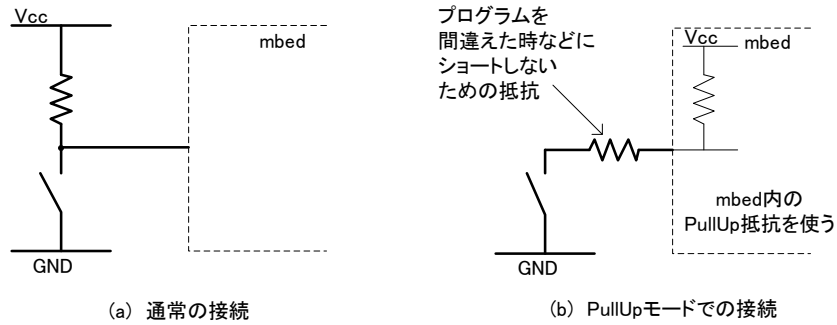 Vcc
mbed
GND
(a) 通常の接続
プログラムを
間違えた時などに
ショートしない
ための抵抗
Vcc
mbed
mbed内の
PullUp抵抗を使う
GND
(b) PullUpモードでの接続